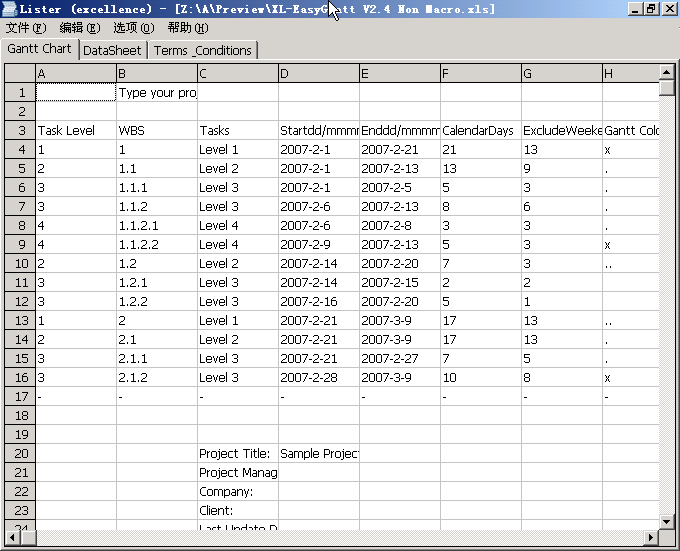 Lister (excellence) - [Z:\A\Preview\XL-EasyGantt V2.4 Non Macro.xls]
文件(F) 编辑(E) 选项(O) 帮助(H)
Gantt Chart DataSheet Terms _Conditions
A B C D E F G H
1 Type your proj
2
3 Task Level WBS Tasks Startdd/mmmm Enddd/mmmm CalendarDays ExcludeWeeke Gantt Colo
4 1 1 Level 1 2007-2-1 2007-2-21 21 13 x
5 2 1.1 Level 2 2007-2-1 2007-2-13 13 9 .
6 3 1.1.1 Level 3 2007-2-1 2007-2-5 5 3 .
7 3 1.1.2 Level 3 2007-2-6 2007-2-13 8 6 .
8 4 1.1.2.1 Level 4 2007-2-6 2007-2-8 3 3 .
9 4 1.1.2.2 Level 4 2007-2-9 2007-2-13 5 3 x
10 2 1.2 Level 2 2007-2-14 2007-2-20 7 3 ..
11 3 1.2.1 Level 3 2007-2-14 2007-2-15 2 2
12 3 1.2.2 Level 3 2007-2-16 2007-2-20 5 1
13 1 2 Level 1 2007-2-21 2007-3-9 17 13 ..
14 2 2.1 Level 2 2007-2-21 2007-3-9 17 13 .
15 3 2.1.1 Level 3 2007-2-21 2007-2-27 7 5 .
16 3 2.1.2 Level 3 2007-2-28 2007-3-9 10 8 x
17 - - - - - - - -
18
19
20 Project Title: Sample Project
21 Project Manag
22 Company:
23 Client:
24 Last Update D